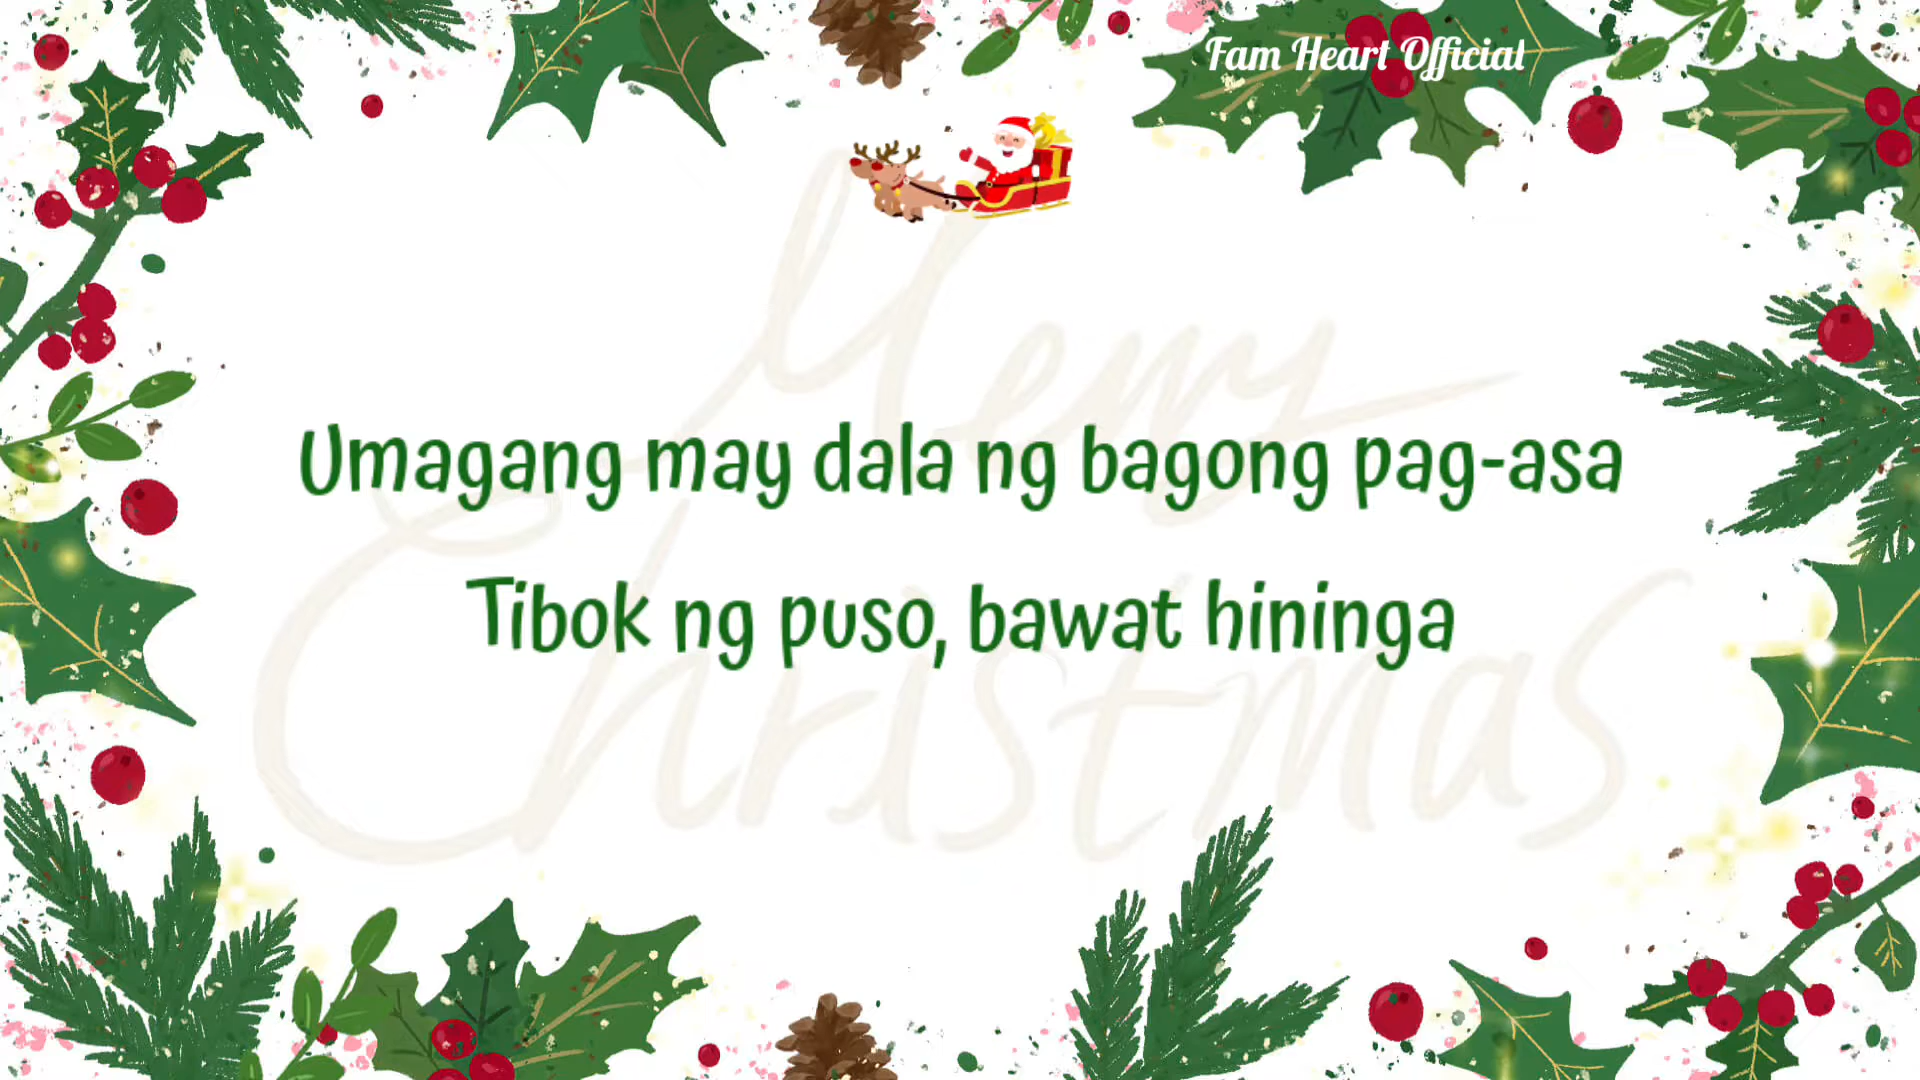 Fam Heart Official
Merry
Umagang may dala ng bagong pag-asa
Tibok ng puso, bawat hininga
Christmas